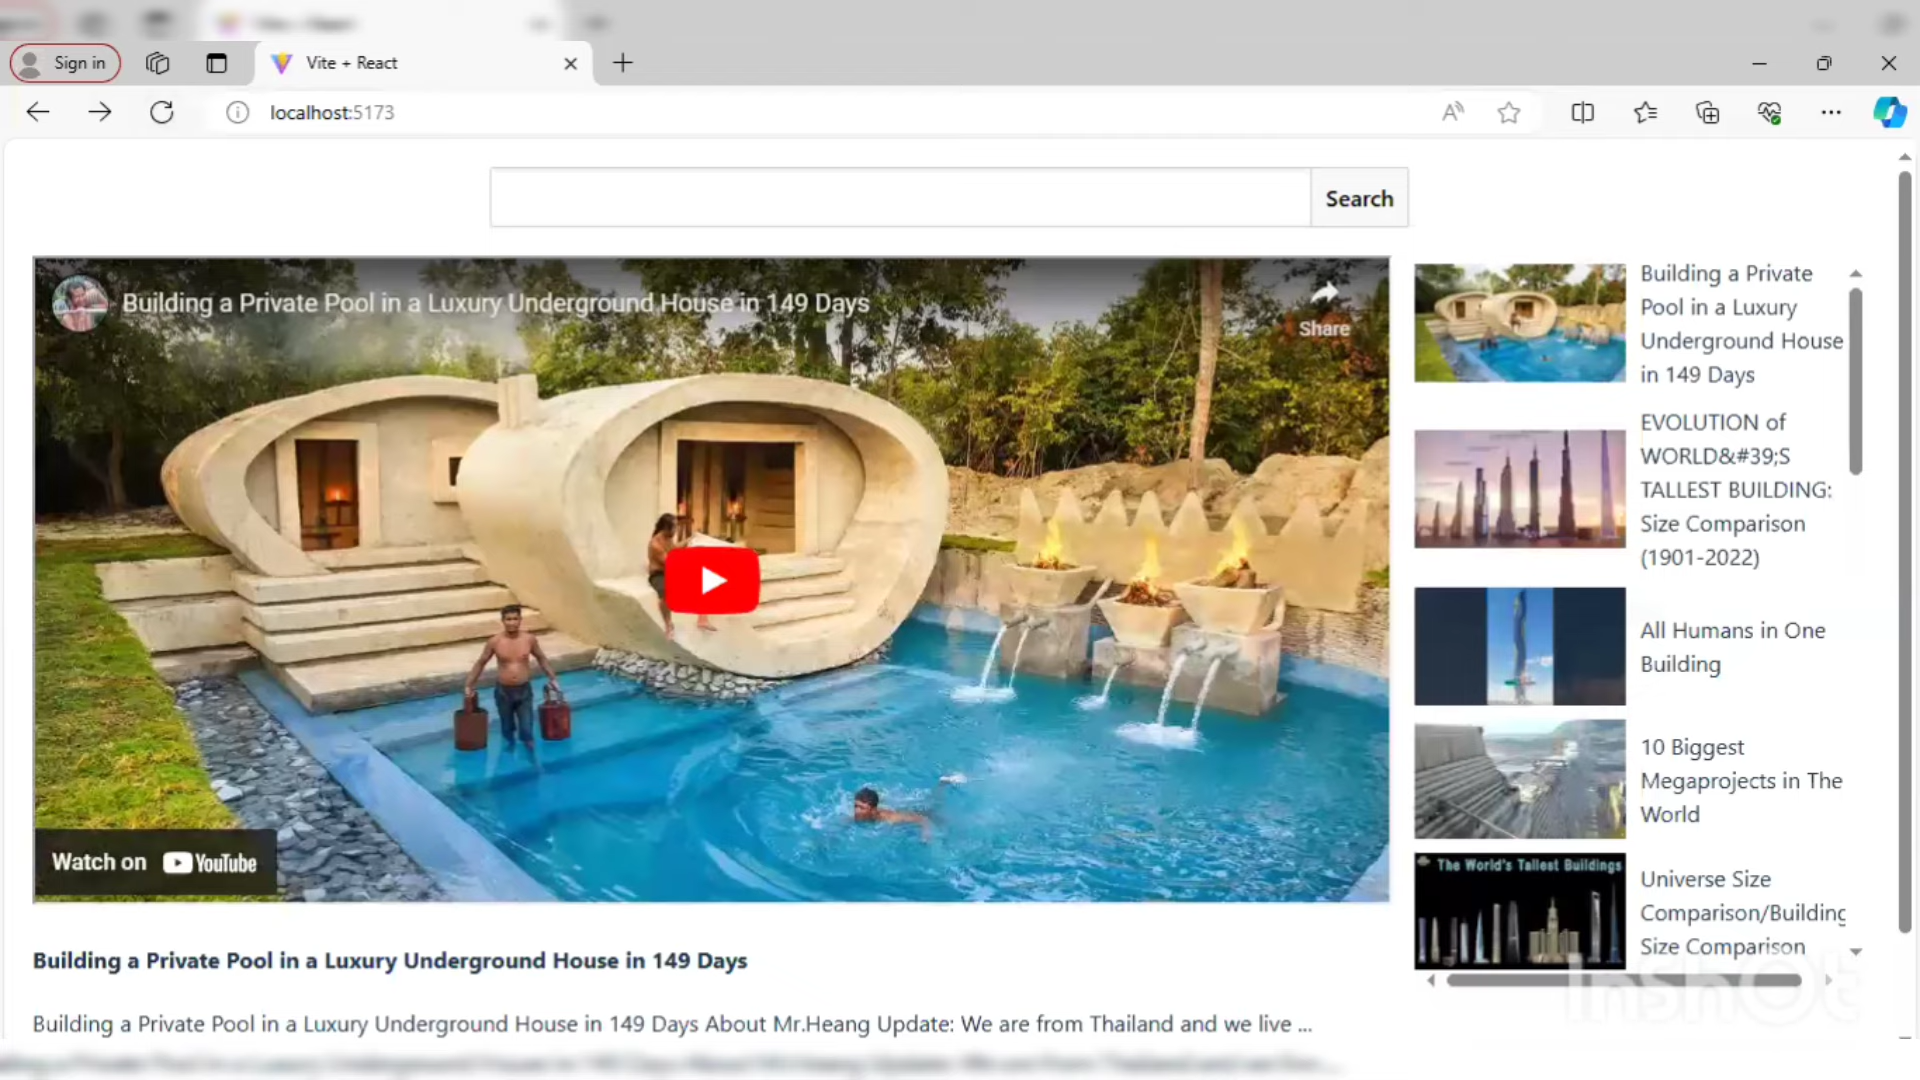 Sign in
Vite + React
localhost:5173
Search
Building a Private Pool in a Luxury Underground House in 149 Days
Share
Watch on YouTube
Building a Private Pool in a Luxury Underground House in 149 Days
Building a Private Pool in a Luxury Underground House in 149 Days About Mr.Heang Update: We are from Thailand and we live ...
Building a Private
Pool in a Luxury
Underground House
in 149 Days
EVOLUTION of
WORLD&#39;S
TALLEST BUILDING:
Size Comparison
(1901-2022)
All Humans in One
Building
10 Biggest
Megaprojects in The
World
The World's Tallest Buildings
Universe Size
Comparison/Building
Size Comparison
InShOt